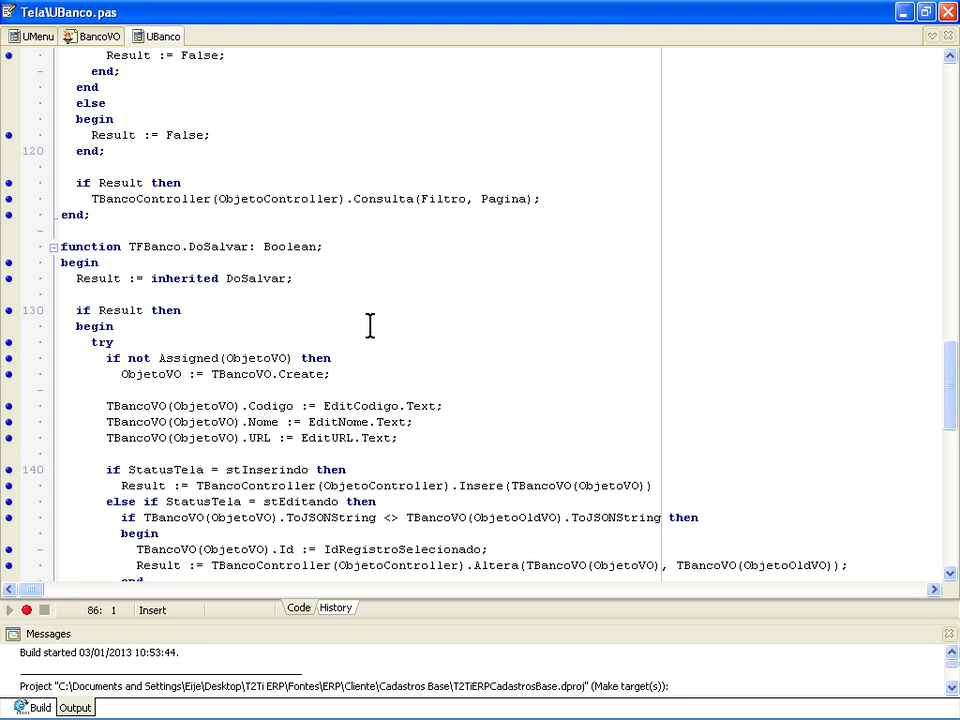 Tela\UBanco.pas
UMenu BancoVO UBanco
Result := False;
end;
end
else
begin
Result := False;
120 end;
if Result then
TBancoController(ObjetoController).Consulta(Filtro, Pagina);
end;
function TFBanco.DoSalvar: Boolean;
begin
Result := inherited DoSalvar;
130 if Result then
begin
try
if not Assigned(ObjetoVO) then
ObjetoVO := TBancoVO.Create;
TBancoVO(ObjetoVO).Codigo := EditCodigo.Text;
TBancoVO(ObjetoVO).Nome := EditNome.Text;
TBancoVO(ObjetoVO).URL := EditURL.Text;
140 if StatusTela = stInserindo then
Result := TBancoController(ObjetoController).Insere(TBancoVO(ObjetoVO))
else if StatusTela = stEditando then
if TBancoVO(ObjetoVO).ToJSONString <> TBancoVO(ObjetoOldVO).ToJSONString then
begin
TBancoVO(ObjetoVO).Id := IdRegistroSelecionado;
Result := TBancoController(ObjetoController).Altera(TBancoVO(ObjetoVO), TBancoVO(ObjetoOldVO));
end
86: 1 Insert Code History
Messages
Build started 03/01/2013 10:53:44.
Project "C:\Documents and Settings\Eije\Desktop\T2Ti ERP\Fontes\ERP\Cliente\Cadastros Base\T2TiERPCadastrosBase.dproj" (Make target(s)):
Build Output